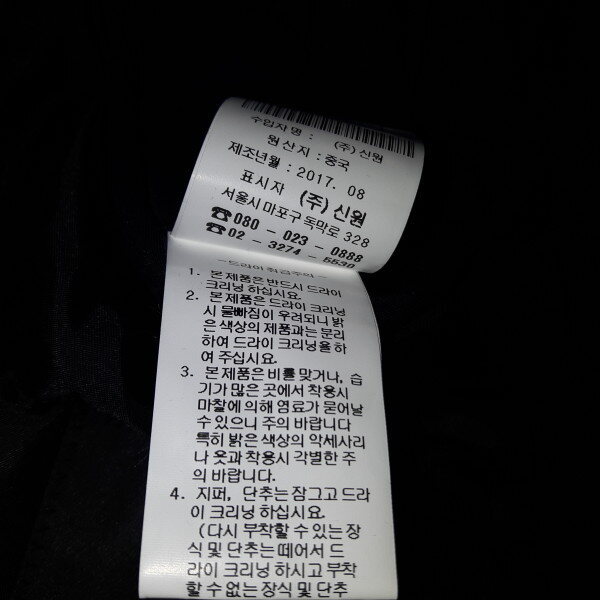 수입자명 : (주)신원
원산지 : 중국
제조년월 : 2017. 08
표시자 (주)신원
서울시 마포구 독막로 328
☎080 - 023 - 0888
☎02 - 3274 - 5530
-드라이 취급주의-
1. 본 제품은 반드시 드라이
크리닝 하십시요.
2. 본 제품은 드라이 크리닝
시 물빠짐이 우려되니 밝
은 색상의 제품과는 분리
하여 드라이 크리닝을 하
여 주십시요.
3. 본제품은 비를 맞거나, 습
기가 많은 곳에서 착용시
마찰에 의해 염료가 묻어날
수 있으니 주의 바랍니다
특히 밝은 색상의 악세사리
나 옷과 착용시 각별한 주
의 바랍니다.
4. 지퍼, 단추는 잠그고 드라
이 크리닝 하십시요.
(다시 부착할 수 있는 장
식 및 단추는 떼어서 드
라이 크리닝 하시고 부착
할 수 없는 장식 및 단추